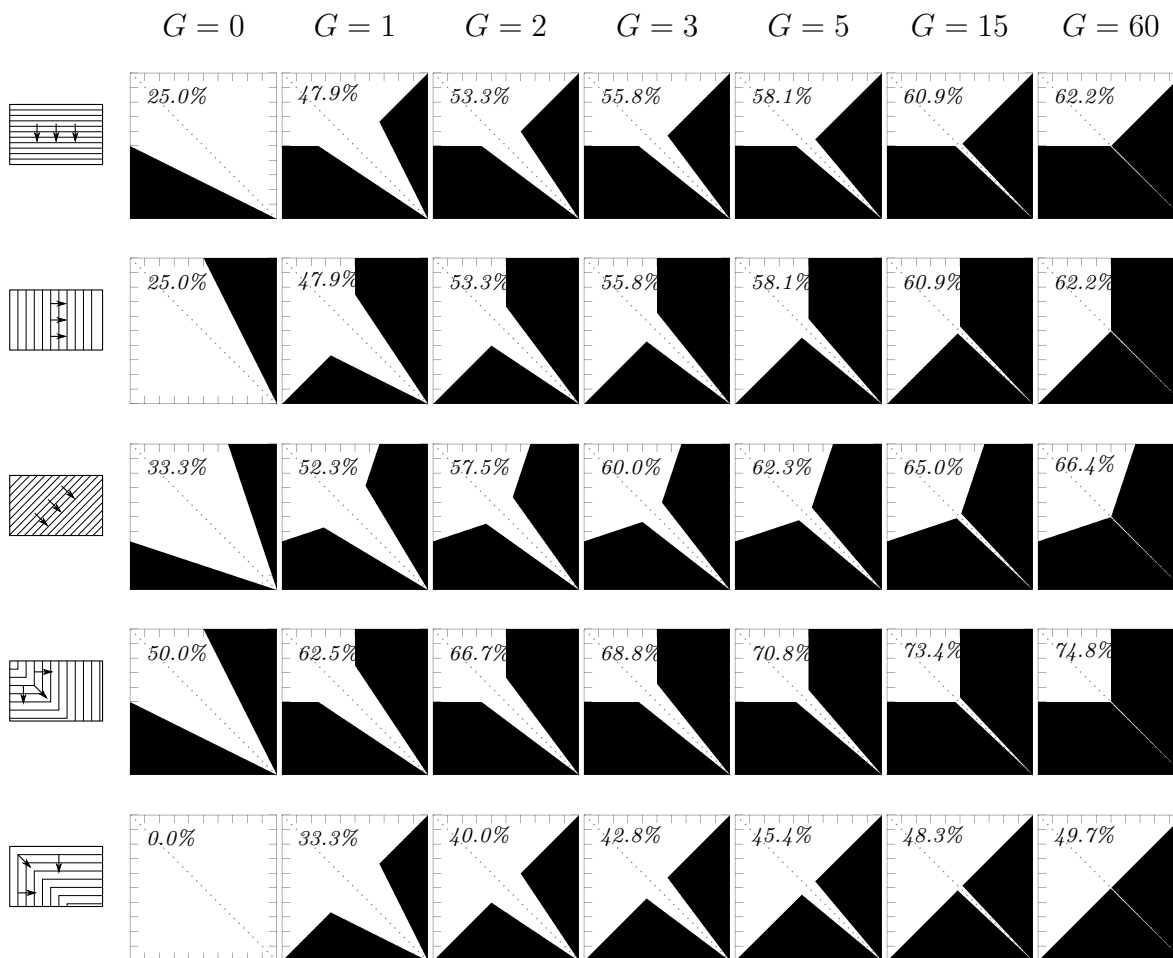 G = 0 G = 1 G = 2 G = 3 G = 5 G = 15 G = 60
25.0% 47.9% 53.3% 55.8% 58.1% 60.9% 62.2%
25.0% 47.9% 53.3% 55.8% 58.1% 60.9% 62.2%
33.3% 52.3% 57.5% 60.0% 62.3% 65.0% 66.4%
50.0% 62.5% 66.7% 68.8% 70.8% 73.4% 74.8%
0.0% 33.3% 40.0% 42.8% 45.4% 48.3% 49.7%